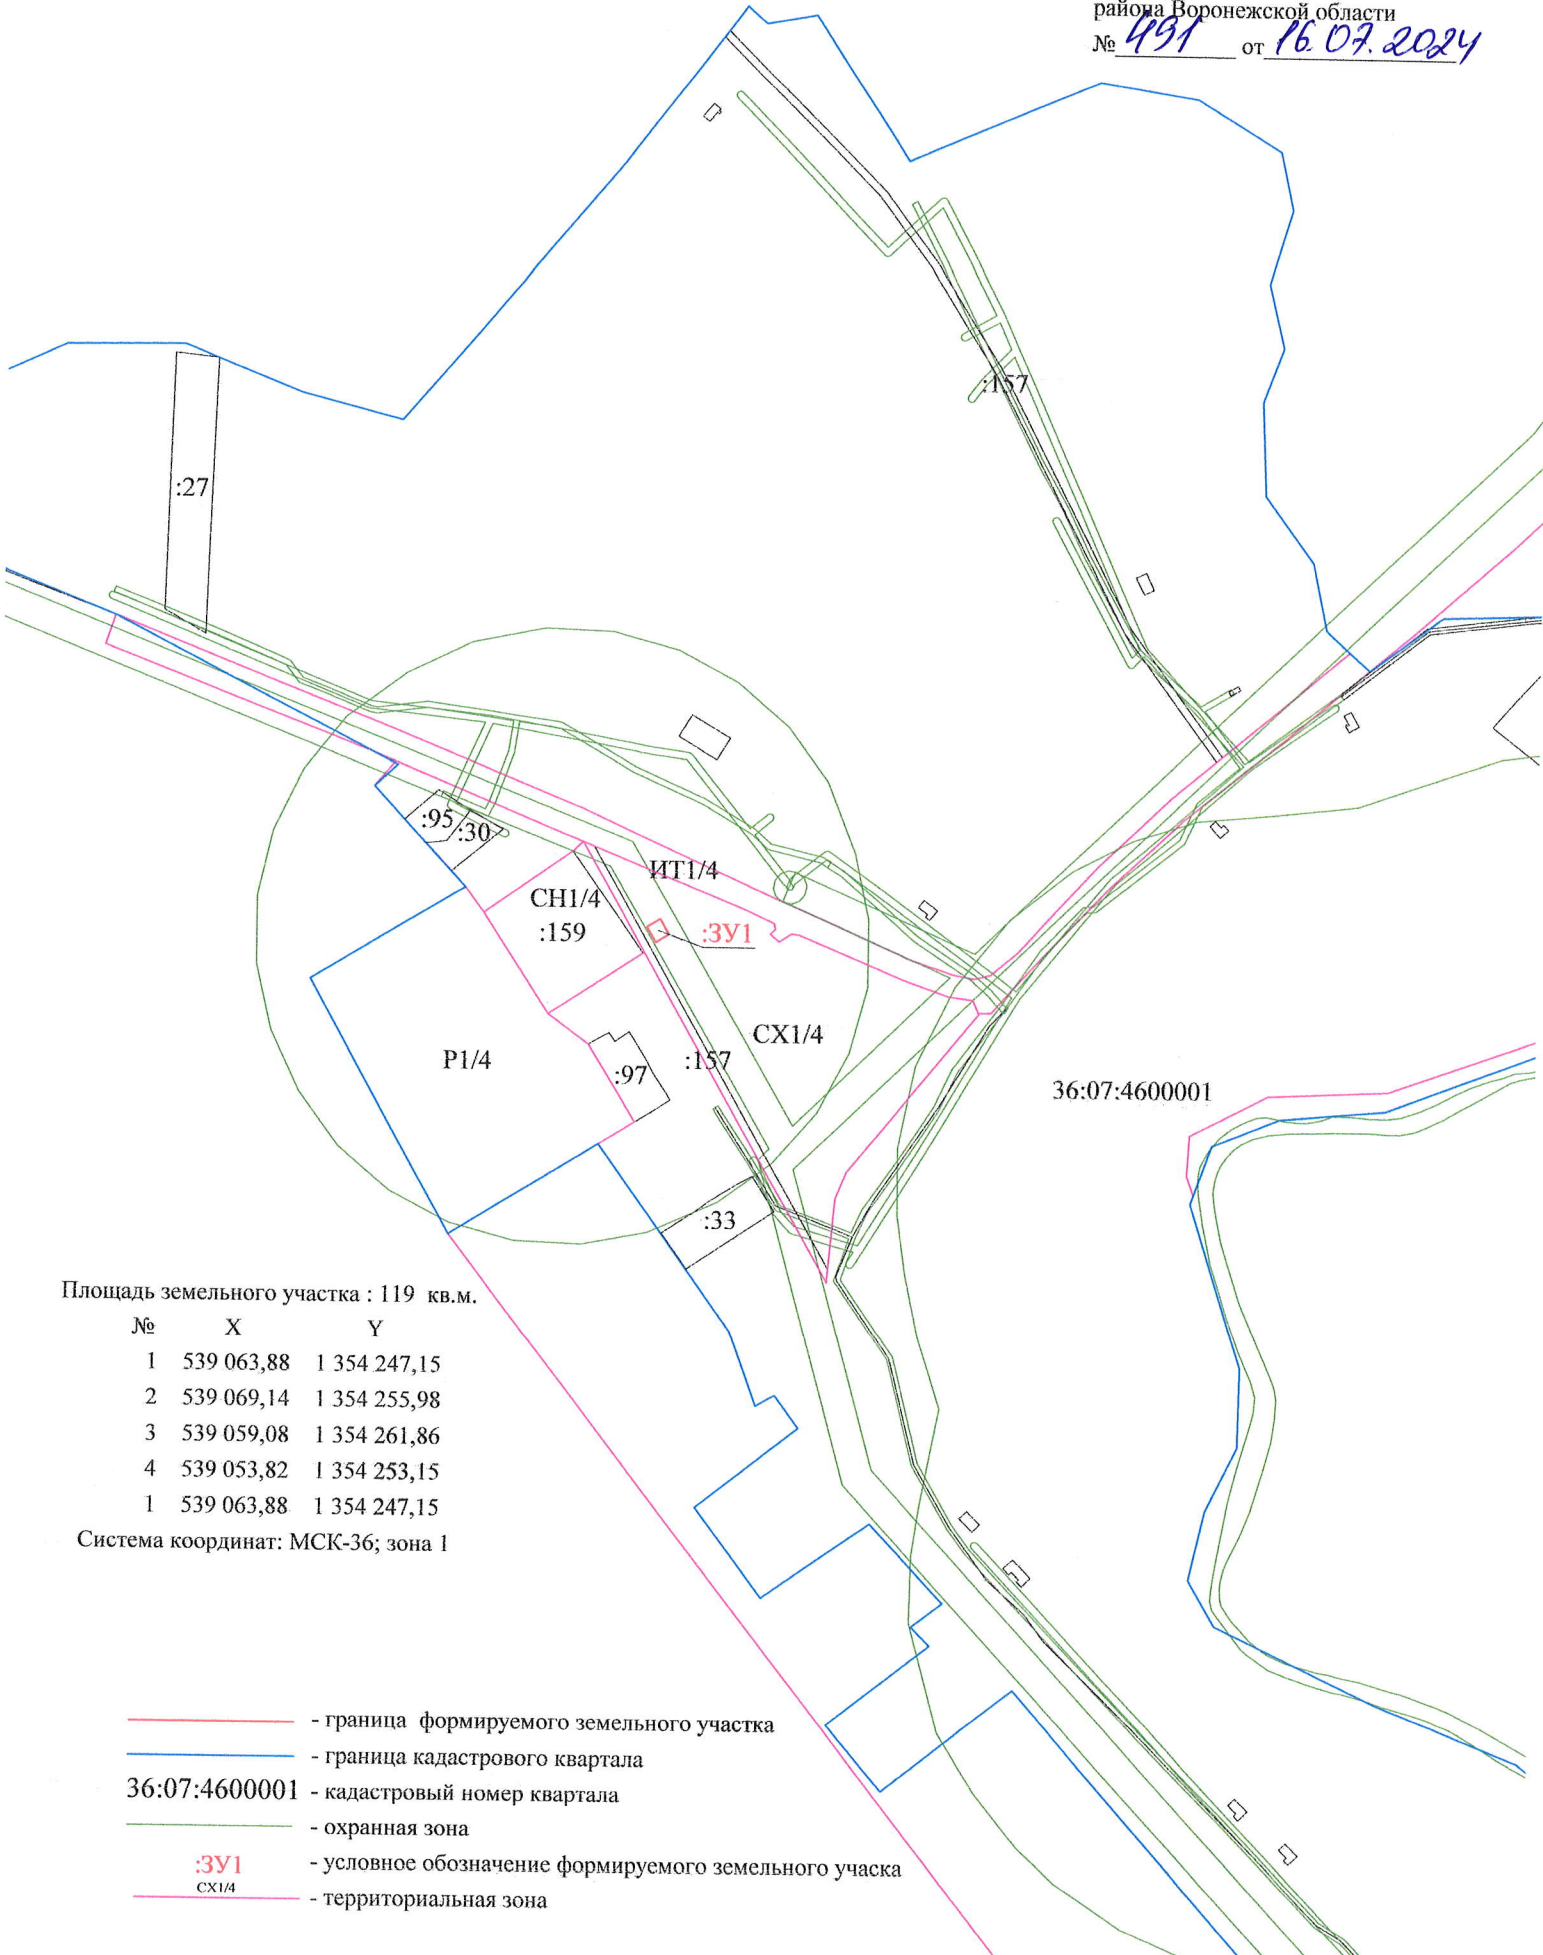 района Воронежской области
№ 491 от 16.07.2024
:157
:27
:95
:30
ИТ1/4
СН1/4
:159
:ЗУ1
СХ1/4
Р1/4
:157
:97
36:07:4600001
:33
Площадь земельного участка : 119 кв.м.
№ X Y
1 539 063,88 1 354 247,15
2 539 069,14 1 354 255,98
3 539 059,08 1 354 261,86
4 539 053,82 1 354 253,15
1 539 063,88 1 354 247,15
Система координат: МСК-36; зона 1
- граница формируемого земельного участка
- граница кадастрового квартала
36:07:4600001 - кадастровый номер квартала
- охранная зона
:ЗУ1 - условное обозначение формируемого земельного учаска
СХ1/4
- территориальная зона